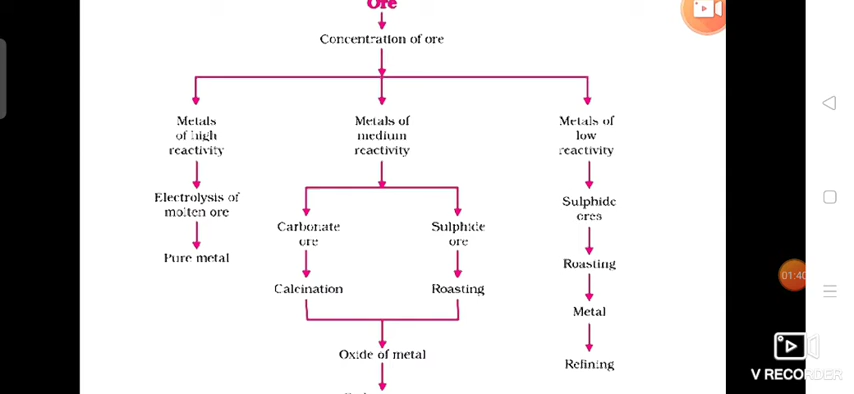 Ore
Concentration of ore
Metals
of high
reactivity
Metals of
medium
reactivity
Metals of
low
reactivity
Electrolysis of
molten ore
Pure metal
Carbonate
ore
Sulphide
ore
Sulphide
ores
Calcination
Roasting
Roasting
Metal
Oxide of metal
Refining
01:40
V RECORDER